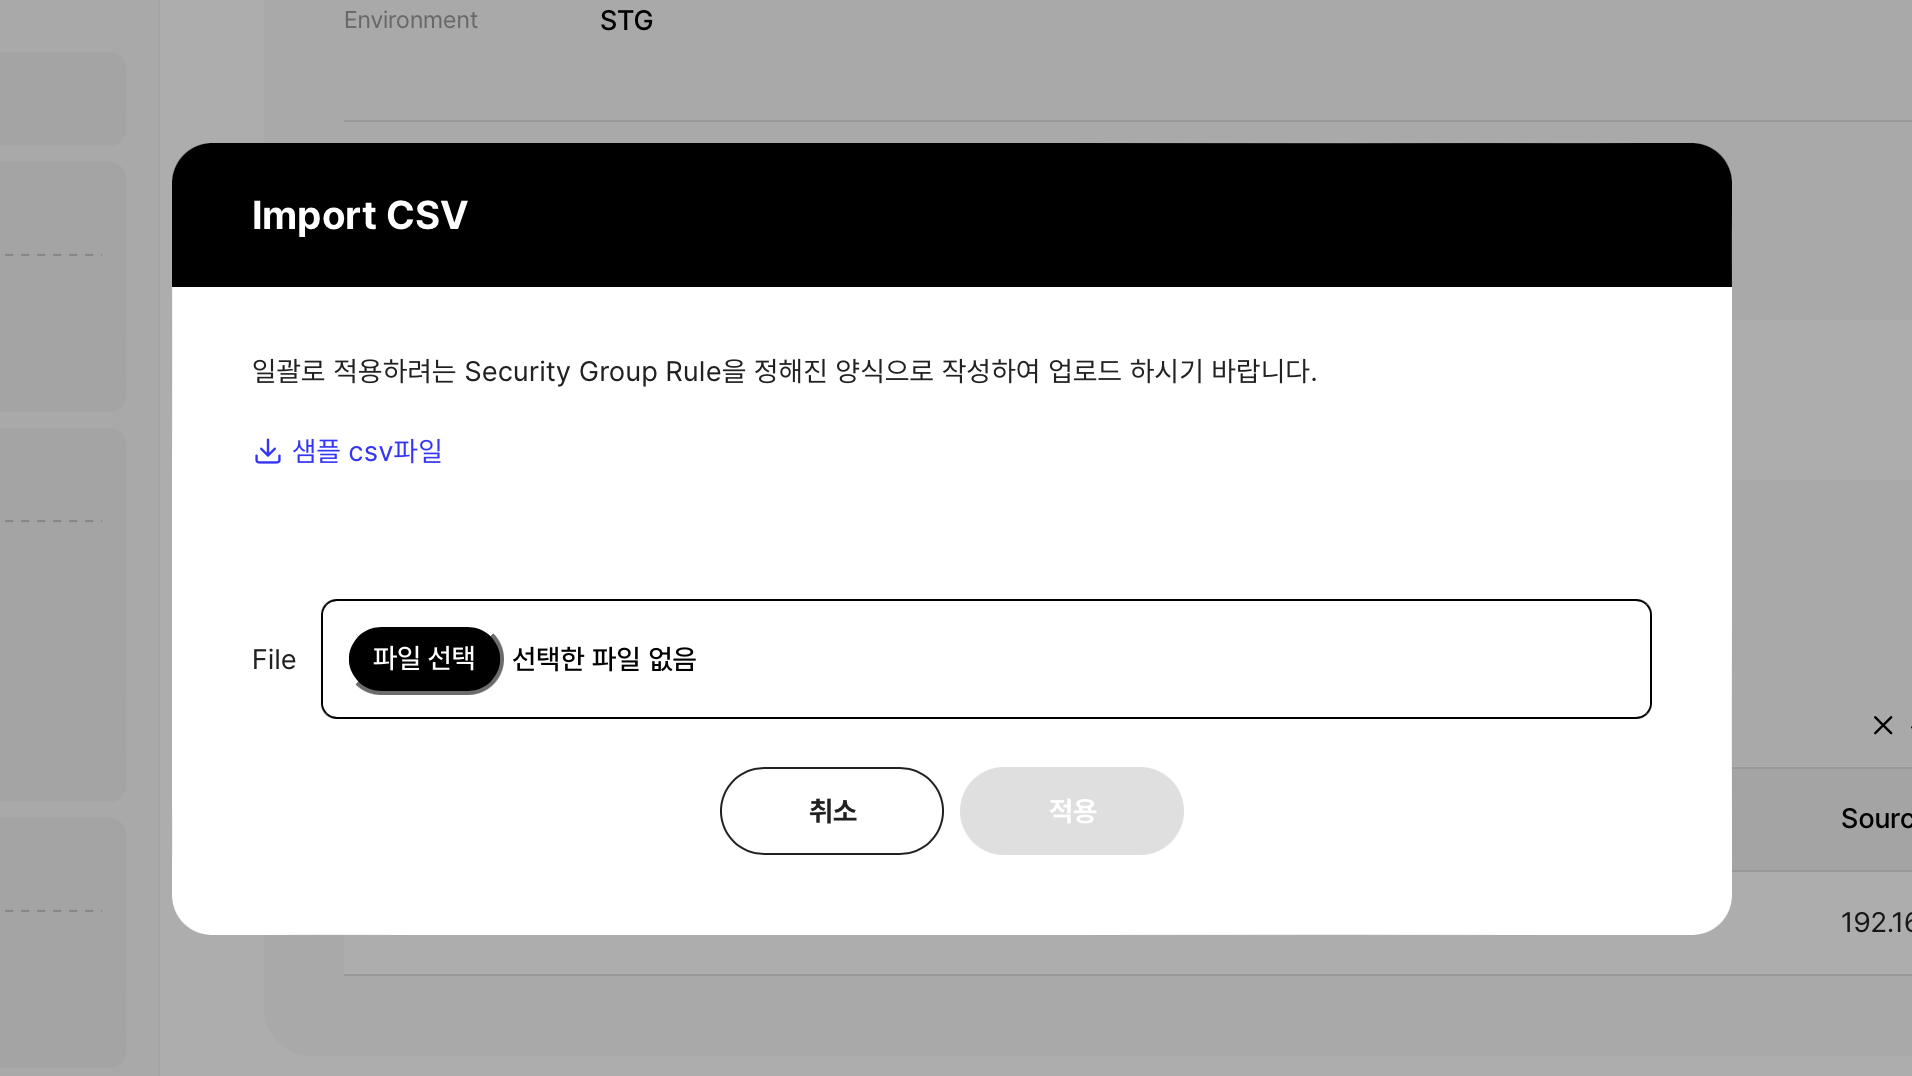 Environment STG
Import CSV
일괄로 적용하려는 Security Group Rule을 정해진 양식으로 작성하여 업로드 하시기 바랍니다.
샘플 csv파일
File 파일 선택 선택한 파일 없음
취소 적용